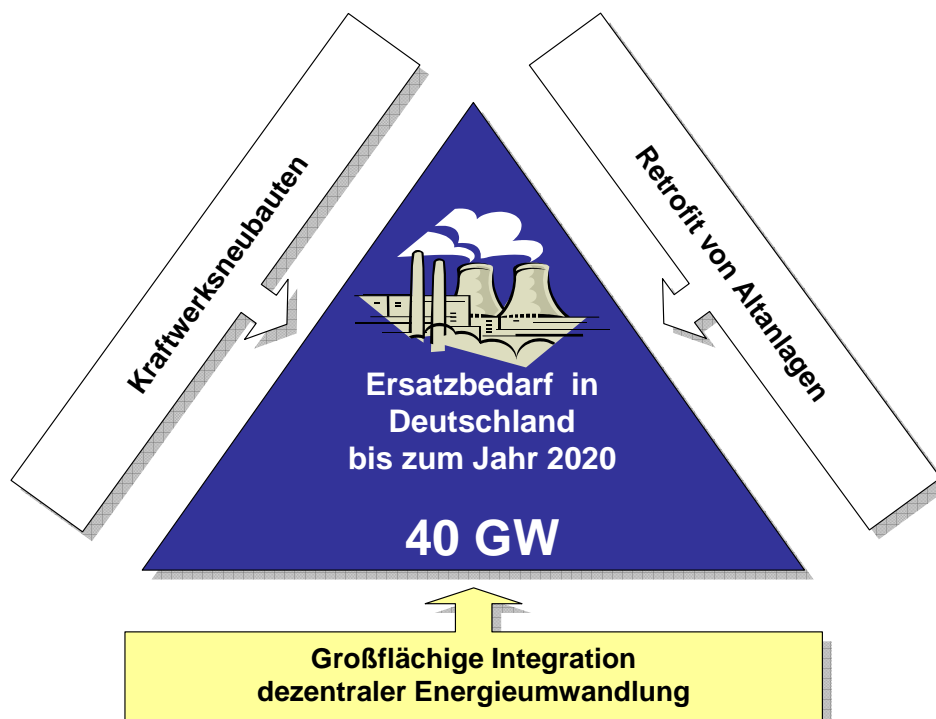 Kraftwerksneubauten
Retrofit von Altanlagen
Ersatzbedarf in
Deutschland
bis zum Jahr 2020
40 GW
Großflächige Integration
dezentraler Energieumwandlung